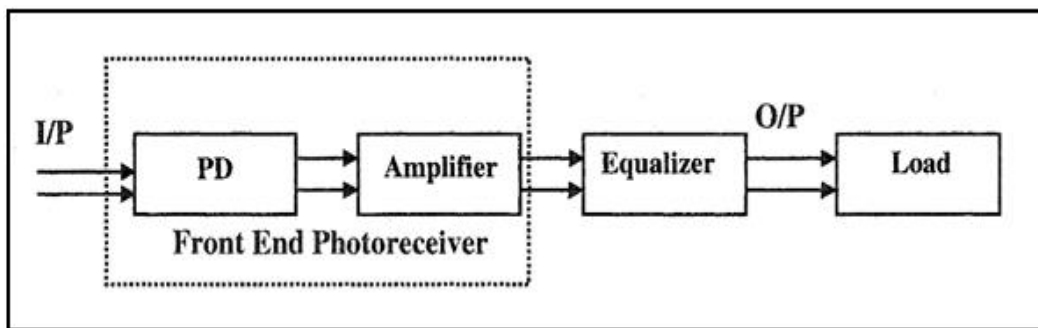 I/P
PD
Amplifier
Equalizer
O/P
Load
Front End Photoreceiver